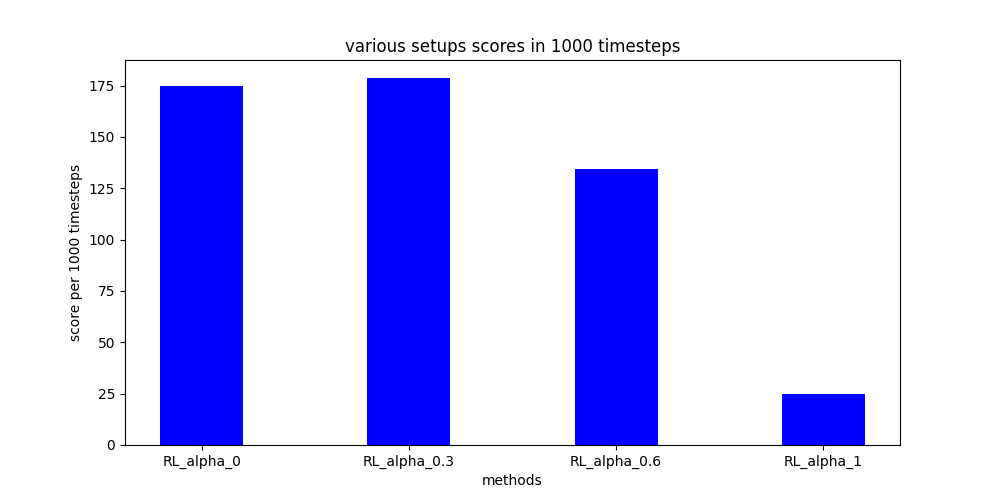 various setups scores in 1000 timesteps
175
150
125
100
75
50
25
0
score per 1000 timesteps
RL_alpha_0 RL_alpha_0.3 RL_alpha_0.6 RL_alpha_1
methods